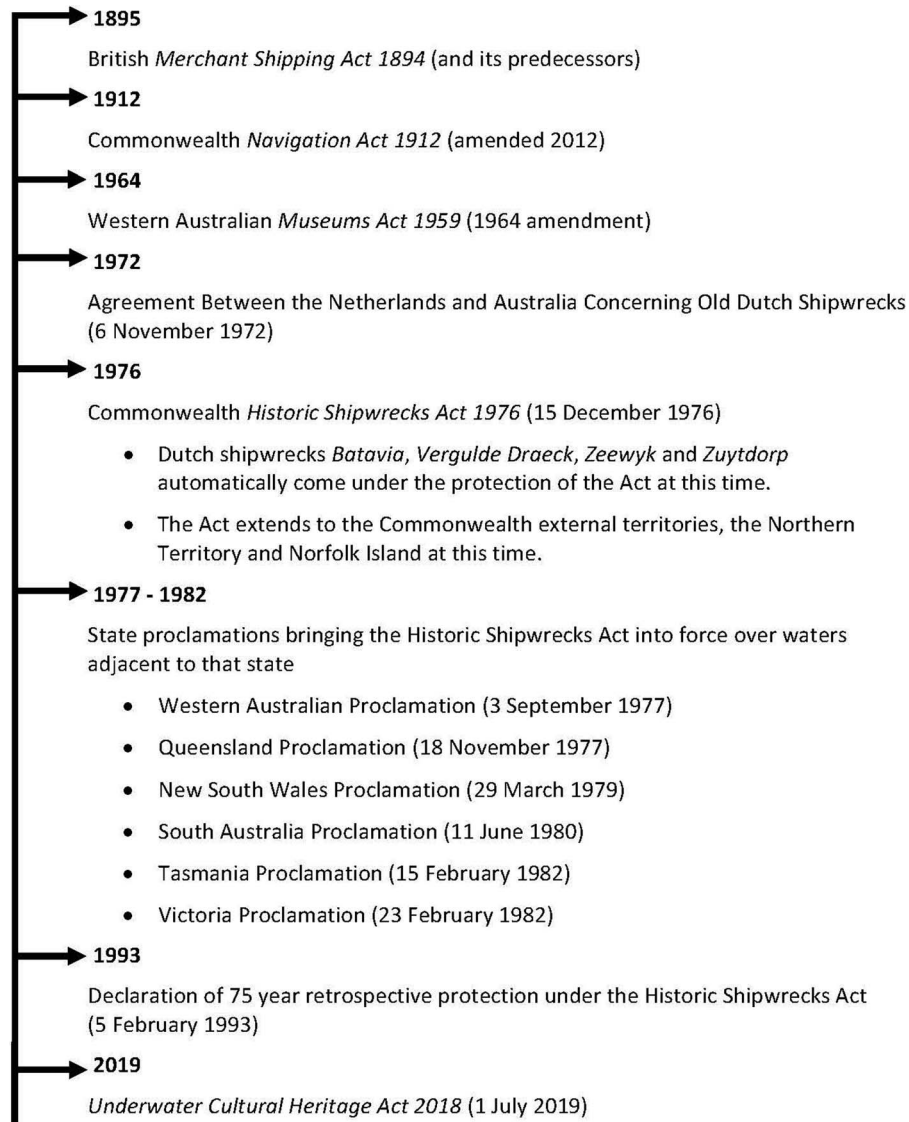 1895
British Merchant Shipping Act 1894 (and its predecessors)
1912
Commonwealth Navigation Act 1912 (amended 2012)
1964
Western Australian Museums Act 1959 (1964 amendment)
1972
Agreement Between the Netherlands and Australia Concerning Old Dutch Shipwrecks
(6 November 1972)
1976
Commonwealth Historic Shipwrecks Act 1976 (15 December 1976)
• Dutch shipwrecks Batavia, Vergulde Draeck, Zeewyk and Zuytdorp
automatically come under the protection of the Act at this time.
• The Act extends to the Commonwealth external territories, the Northern
Territory and Norfolk Island at this time.
1977 - 1982
State proclamations bringing the Historic Shipwrecks Act into force over waters
adjacent to that state
• Western Australian Proclamation (3 September 1977)
• Queensland Proclamation (18 November 1977)
• New South Wales Proclamation (29 March 1979)
• South Australia Proclamation (11 June 1980)
• Tasmania Proclamation (15 February 1982)
• Victoria Proclamation (23 February 1982)
1993
Declaration of 75 year retrospective protection under the Historic Shipwrecks Act
(5 February 1993)
2019
Underwater Cultural Heritage Act 2018 (1 July 2019)